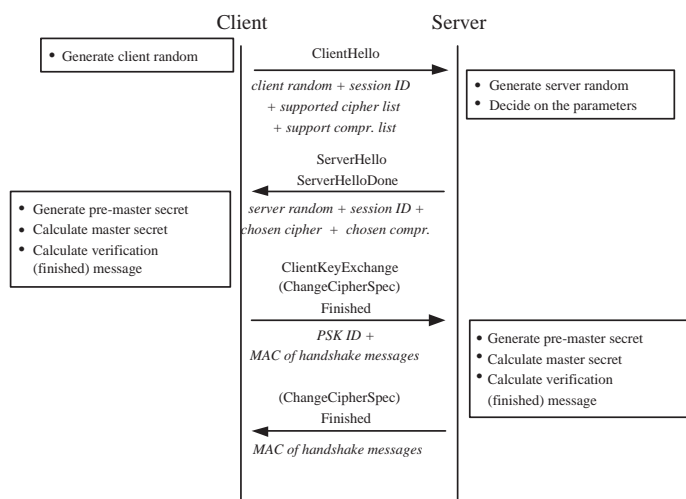 Client
Server
• Generate client random
ClientHello
client random + session ID
+ supported cipher list
+ support compr. list
• Generate server random
• Decide on the parameters
ServerHello
ServerHelloDone
server random + session ID +
chosen cipher + chosen compr.
• Generate pre-master secret
• Calculate master secret
• Calculate verification
(finished) message
ClientKeyExchange
(ChangeCipherSpec)
Finished
PSK ID +
MAC of handshake messages
• Generate pre-master secret
• Calculate master secret
• Calculate verification
(finished) message
(ChangeCipherSpec)
Finished
MAC of handshake messages